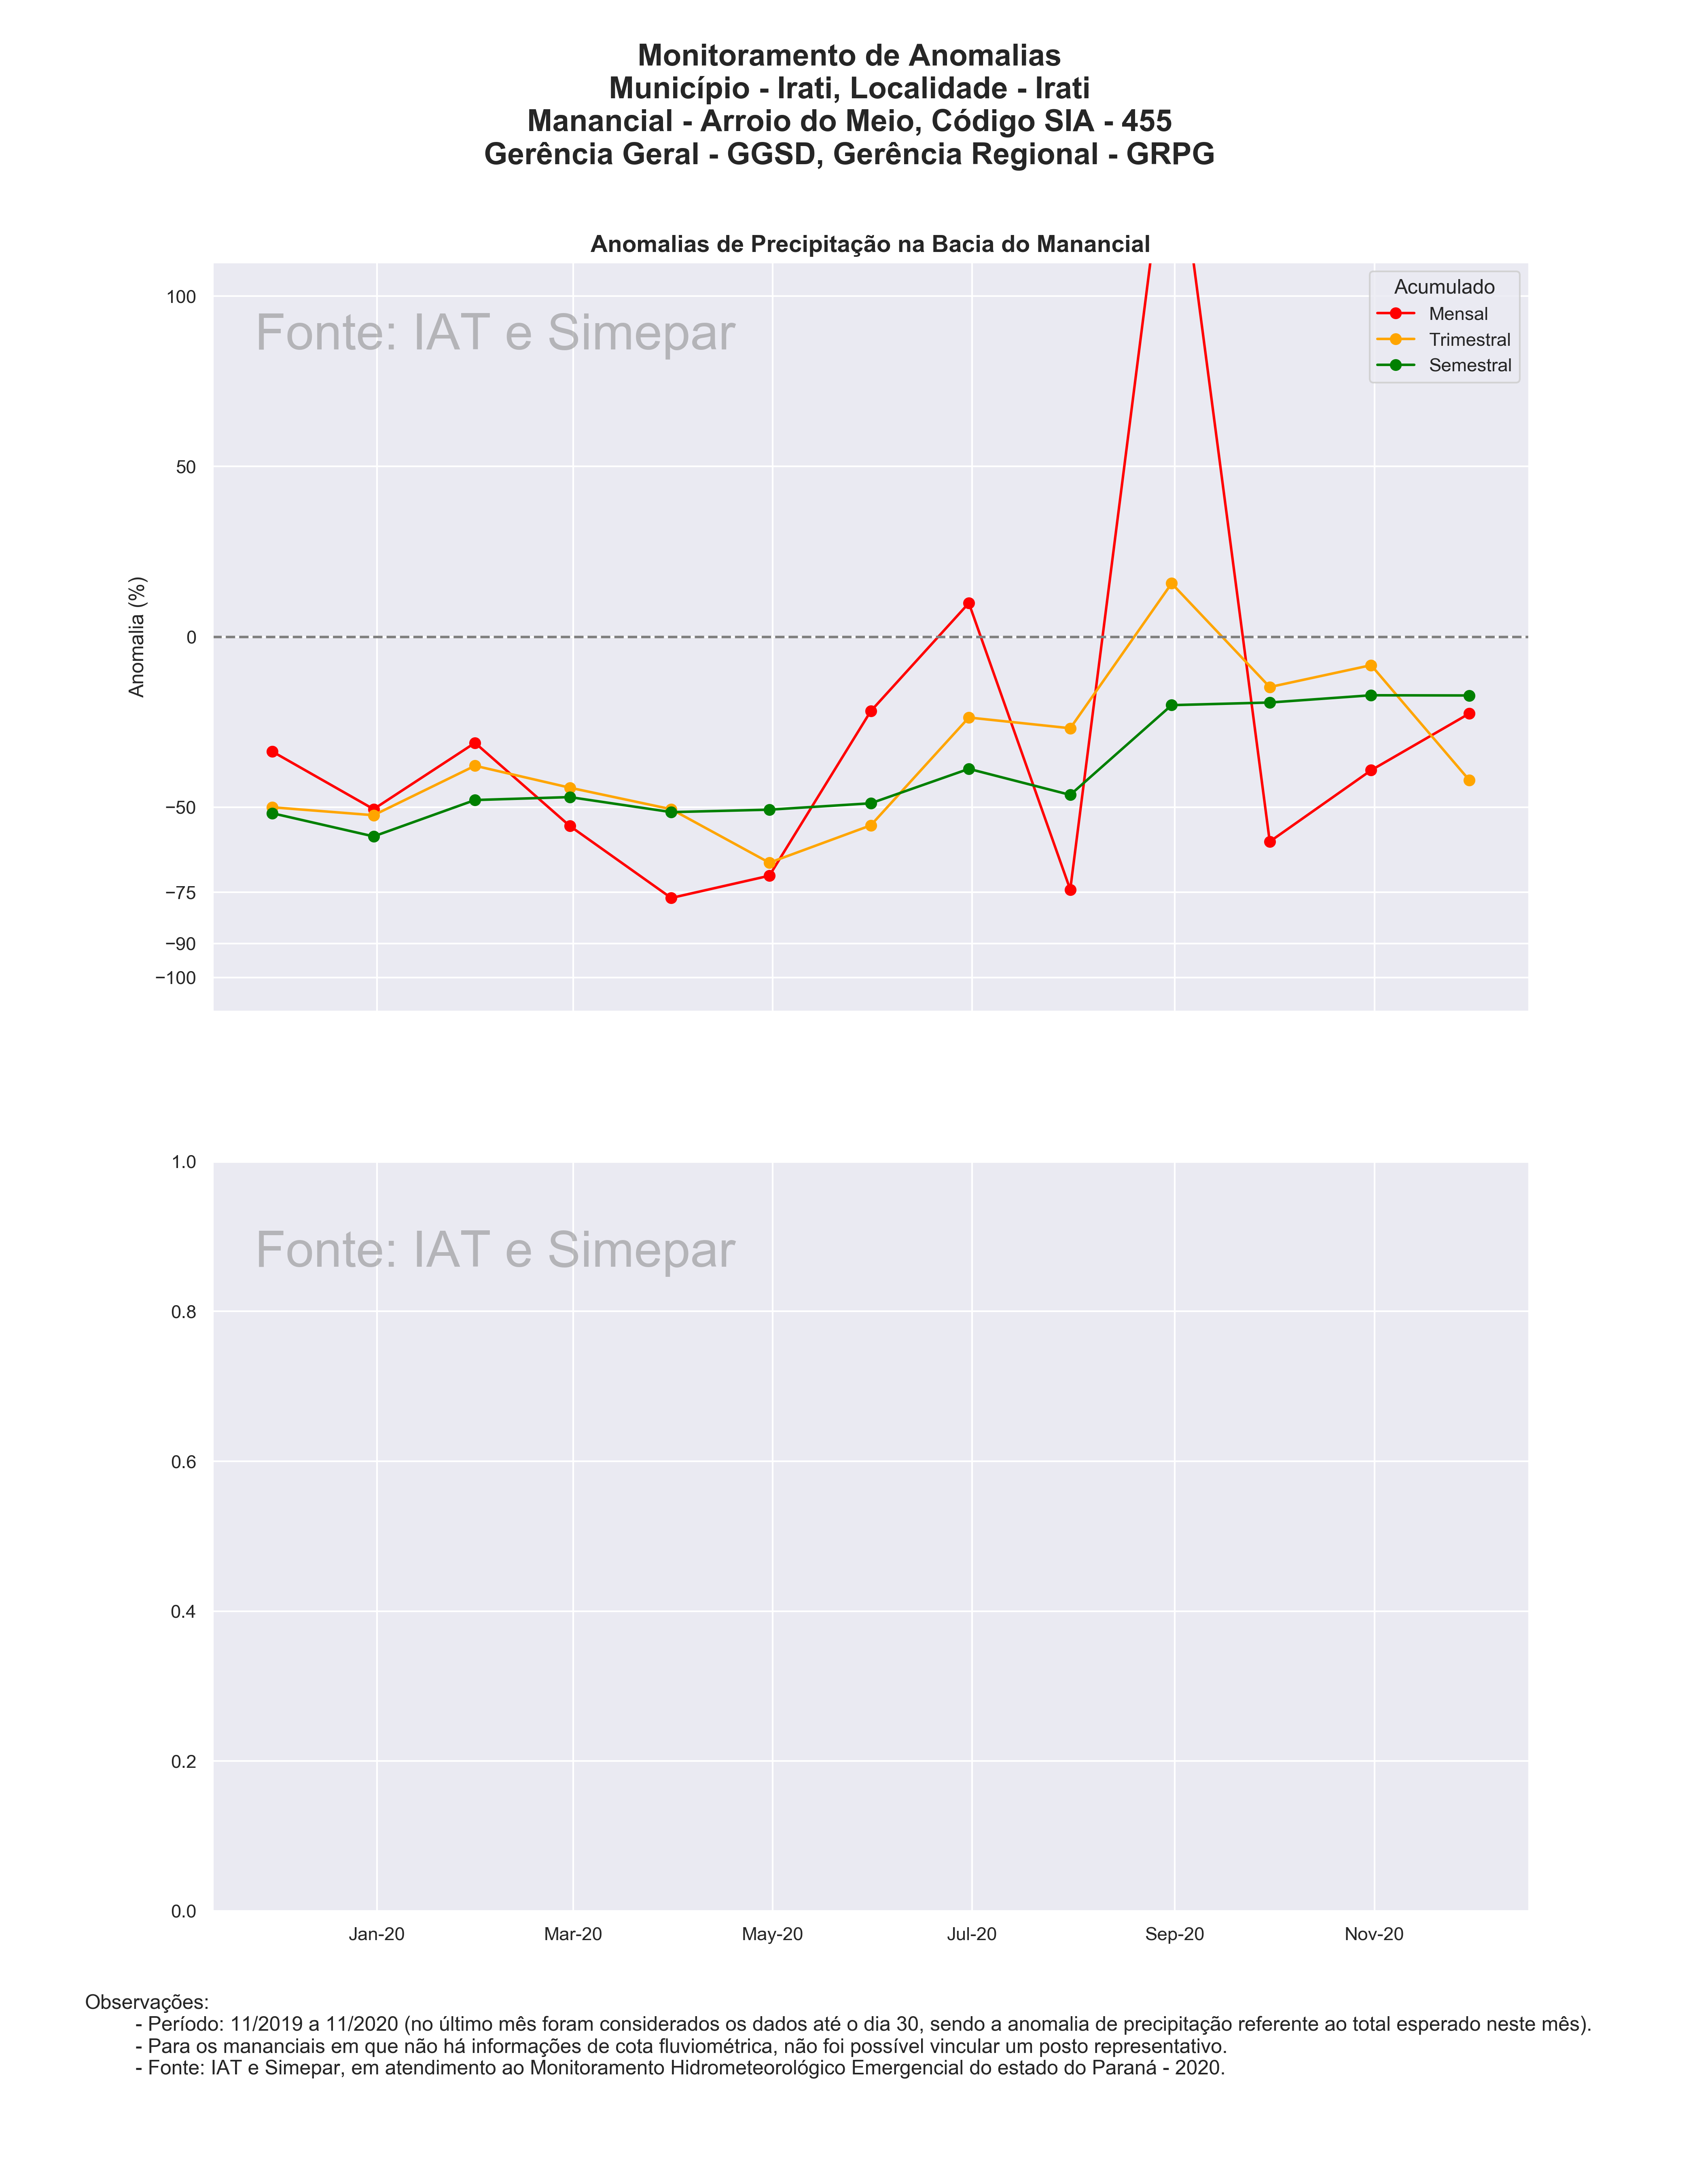 Monitoramento de Anomalias
Município - Irati, Localidade - Irati
Manancial - Arroio do Meio, Código SIA - 455
Gerência Geral - GGSD, Gerência Regional - GRPG
Anomalias de Precipitação na Bacia do Manancial
Fonte: IAT e Simepar
Acumulado
Mensal
Trimestral
Semestral
Anomalia (%)
100
50
0
−50
−75
−90
−100
Fonte: IAT e Simepar
1.0
0.8
0.6
0.4
0.2
0.0
Jan-20 Mar-20 May-20 Jul-20 Sep-20 Nov-20
Observações:
- Período: 11/2019 a 11/2020 (no último mês foram considerados os dados até o dia 30, sendo a anomalia de precipitação referente ao total esperado neste mês).
- Para os mananciais em que não há informações de cota fluviométrica, não foi possível vincular um posto representativo.
- Fonte: IAT e Simepar, em atendimento ao Monitoramento Hidrometeorológico Emergencial do estado do Paraná - 2020.